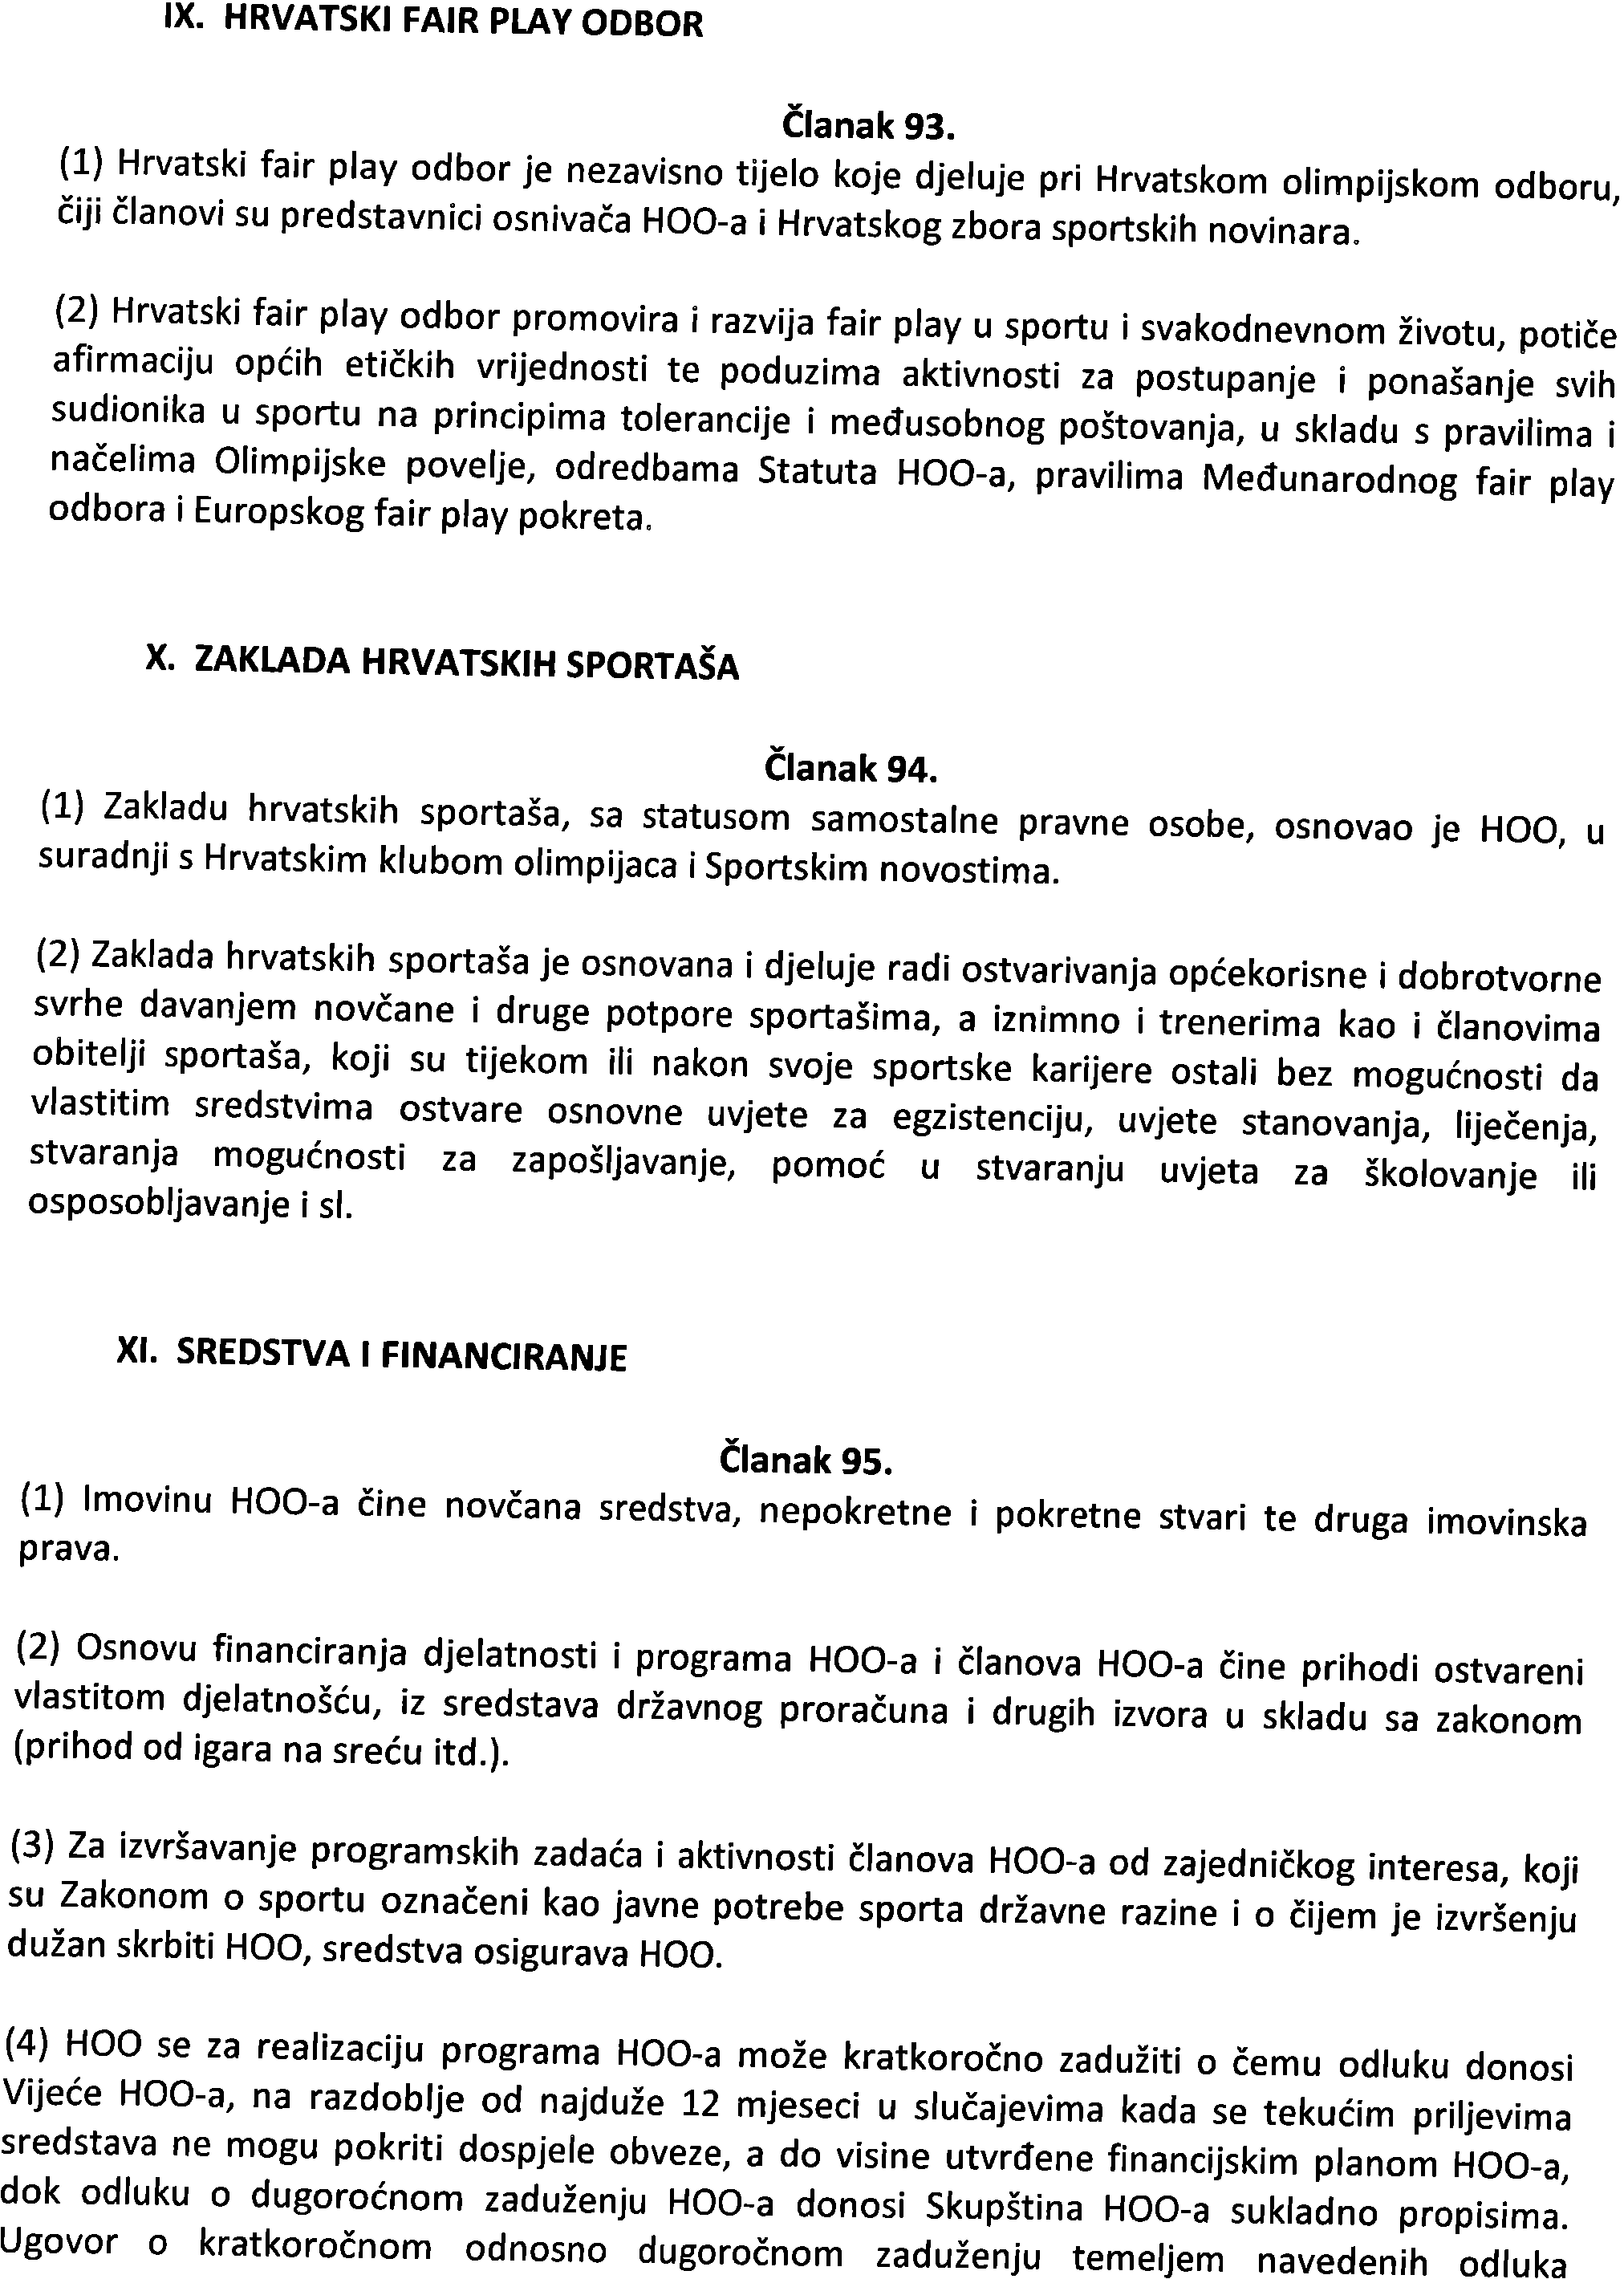 IX. HRVATSKI FAIR PLAY ODBOR
Članak 93.
(1) Hrvatski fair play odbor je nezavisno tijelo koje djeluje pri Hrvatskom olimpijskom odboru,
čiji članovi su predstavnici osnivača HOO-a i Hrvatskog zbora sportskih novinara.
(2) Hrvatski fair play odbor promovira i razvija fair play u sportu i svakodnevnom životu, potiče
afirmaciju općih etičkih vrijednosti te poduzima aktivnosti za postupanje i ponašanje svih
sudionika u sportu na principima tolerancije i međusobnog poštovanja, u skladu s pravilima i
načelima Olimpijske povelje, odredbama Statuta HOO-a, pravilima Međunarodnog fair play
odbora i Europskog fair play pokreta.
X. ZAKLADA HRVATSKIH SPORTAŠA
Članak 94.
(1) Zakladu hrvatskih sportaša, sa statusom samostalne pravne osobe, osnovao je HOO, u
suradnji s Hrvatskim klubom olimpijaca i Sportskim novostima.
(2) Zaklada hrvatskih sportaša je osnovana i djeluje radi ostvarivanja općekorisne i dobrotvorne
svrhe davanjem novčane i druge potpore sportašima, a iznimno i trenerima kao i članovima
obitelji sportaša, koji su tijekom ili nakon svoje sportske karijere ostali bez mogućnosti da
vlastitim sredstvima ostvare osnovne uvjete za egzistenciju, uvjete stanovanja, liječenja,
stvaranja mogućnosti za zapošljavanje, pomoć u stvaranju uvjeta za školovanje ili
osposobljavanje i sl.
XI. SREDSTVA I FINANCIRANJE
Članak 95.
(1) Imovinu HOO-a čine novčana sredstva, nepokretne i pokretne stvari te druga imovinska
prava.
(2) Osnovu financiranja djelatnosti i programa HOO-a i članova HOO-a čine prihodi ostvareni
vlastitom djelatnošću, iz sredstava državnog proračuna i drugih izvora u skladu sa zakonom
(prihod od igara na sreću itd.).
(3) Za izvršavanje programskih zadaća i aktivnosti članova HOO-a od zajedničkog interesa, koji
su Zakonom o sportu označeni kao javne potrebe sporta državne razine i o čijem je izvršenju
dužan skrbiti HOO, sredstva osigurava HOO.
(4) HOO se za realizaciju programa HOO-a može kratkoročno zadužiti o čemu odluku donosi
Vijeće HOO-a, na razdoblje od najduže 12 mjeseci u slučajevima kada se tekućim priljevima
sredstava ne mogu pokriti dospjele obveze, a do visine utvrđene financijskim planom HOO-a,
dok odluku o dugoroćnom zaduženju HOO-a donosi Skupština HOO-a sukladno propisima.
Ugovor o kratkoročnom odnosno dugoročnom zaduženju temeljem navedenih odluka